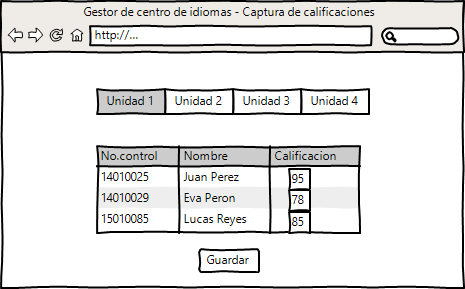 Gestor de centro de idiomas - Captura de calificaciones
http://...
Unidad 1 Unidad 2 Unidad 3 Unidad 4
No.control Nombre Calificacion
14010025 Juan Perez 95
14010029 Eva Peron 78
15010085 Lucas Reyes 85
Guardar